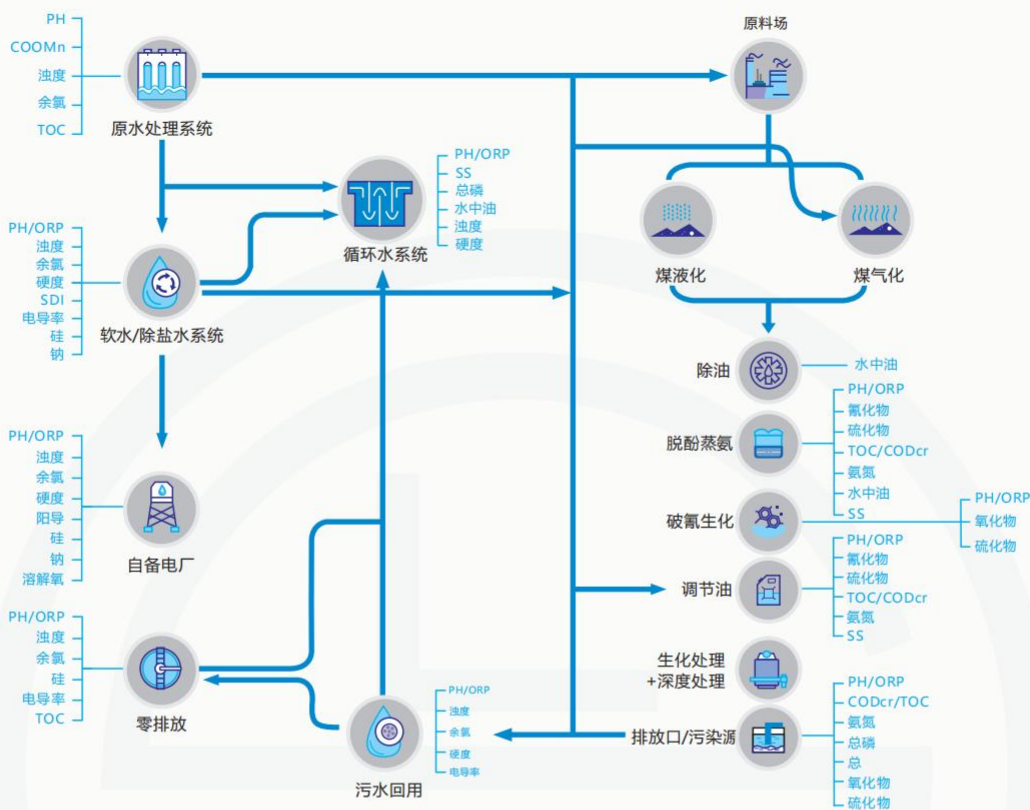 PH
COOMn
浊度
余氯
TOC
原水处理系统
原料场
PH/ORP
SS
总磷
水中油
浊度
硬度
循环水系统
煤液化
煤气化
PH/ORP
浊度
余氯
硬度
SDI
电导率
硅
钠
软水/除盐水系统
除油
水中油
脱酚蒸氨
PH/ORP
氰化物
硫化物
TOC/CODcr
氨氮
水中油
SS
PH/ORP
浊度
余氯
硬度
阳导
硅
钠
溶解氧
自备电厂
破氰生化
PH/ORP
氧化物
硫化物
调节油
PH/ORP
氰化物
硫化物
TOC/CODcr
氨氮
SS
PH/ORP
浊度
余氯
硅
电导率
TOC
零排放
生化处理
+深度处理
PH/ORP
浊度
余氯
硬度
电导率
污水回用
排放口/污染源
PH/ORP
CODcr/TOC
氨氮
总磷
总
氧化物
硫化物